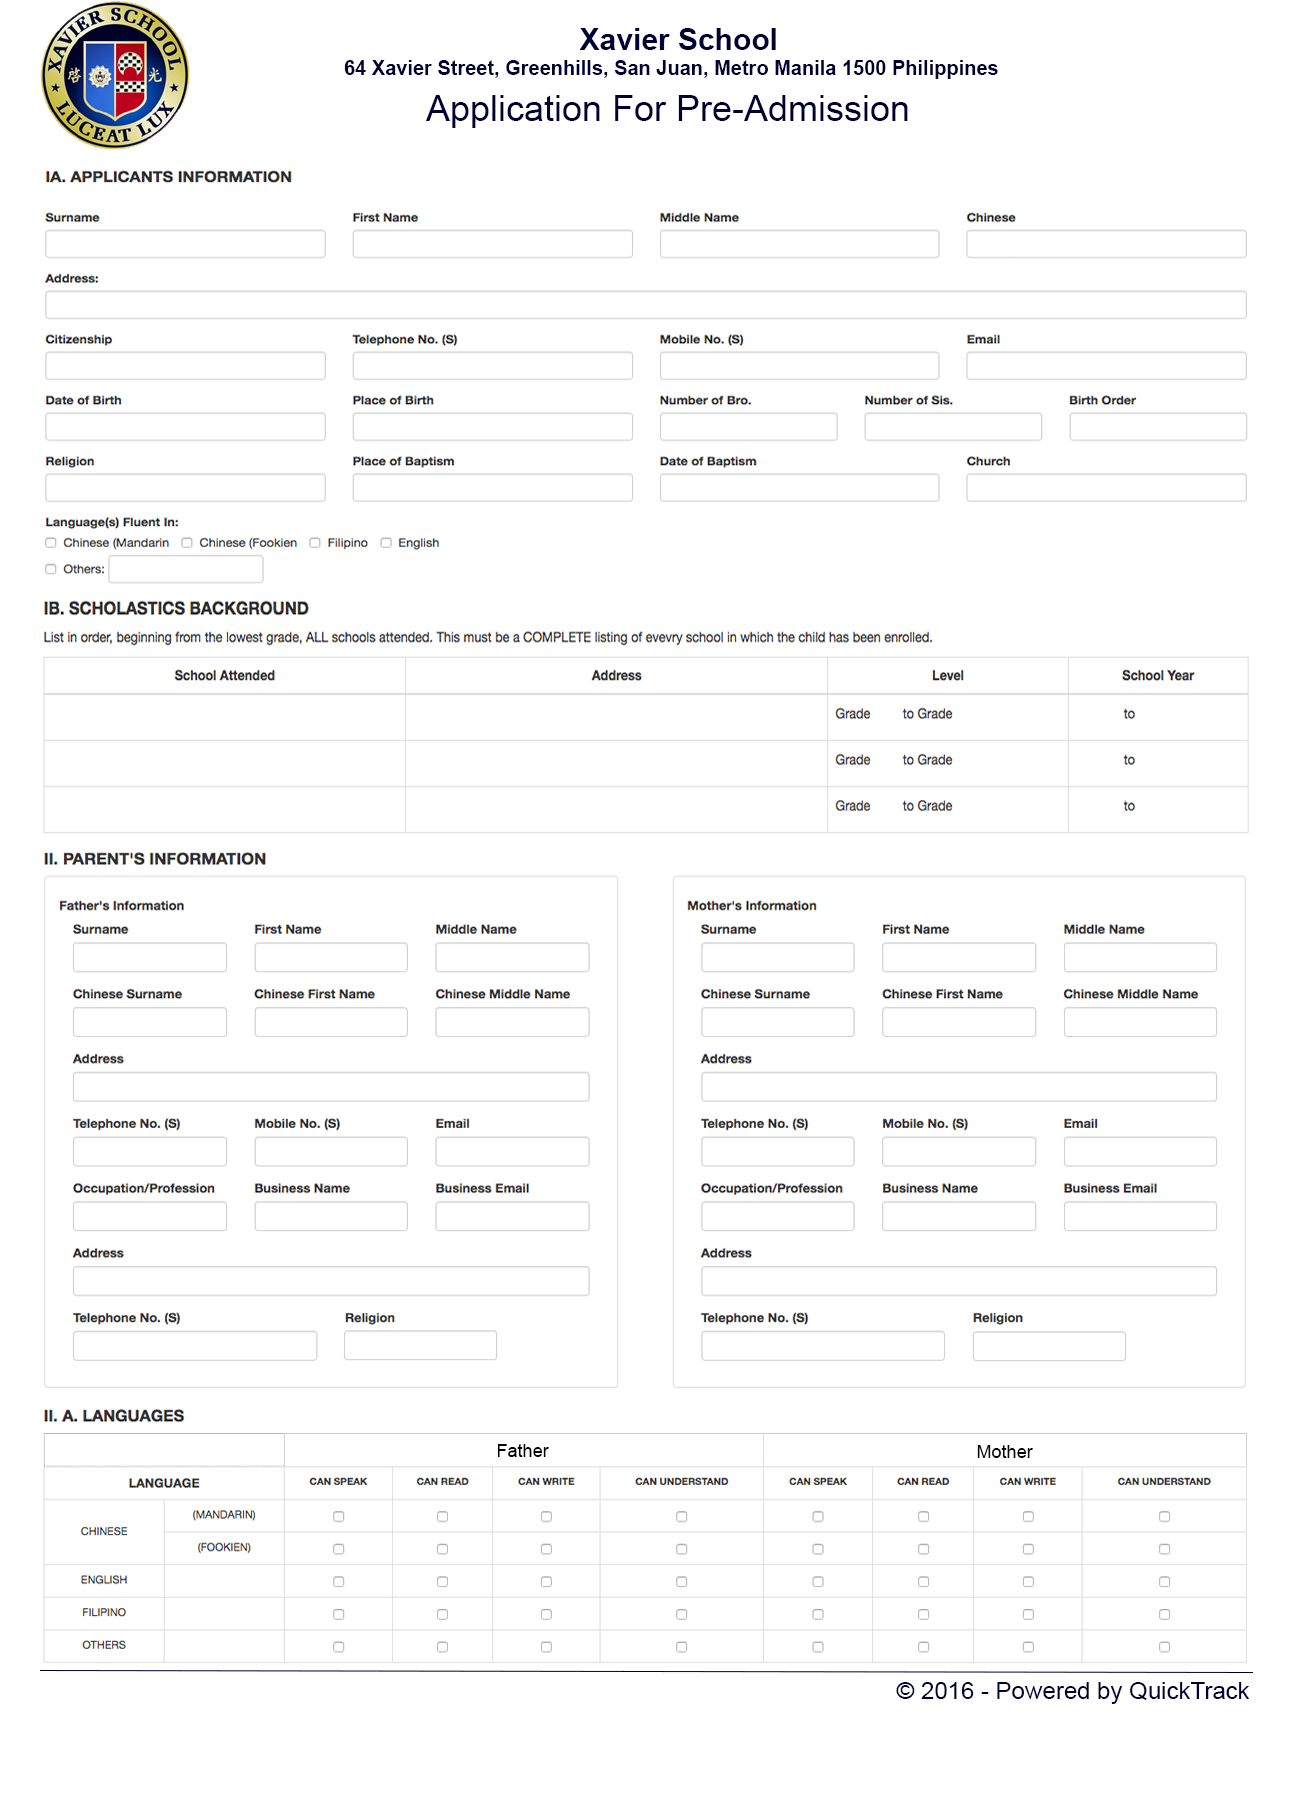 XAVIER SCHOOL
啓 光
LUCEAT LUX
Xavier School
64 Xavier Street, Greenhills, San Juan, Metro Manila 1500 Philippines
Application For Pre-Admission
IA. APPLICANTS INFORMATION
Surname First Name Middle Name Chinese
Address:
Citizenship Telephone No. (S) Mobile No. (S) Email
Date of Birth Place of Birth Number of Bro. Number of Sis. Birth Order
Religion Place of Baptism Date of Baptism Church
Language(s) Fluent In:
Chinese (Mandarin Chinese (Fookien Filipino English
Others:
IB. SCHOLASTICS BACKGROUND
List in order, beginning from the lowest grade, ALL schools attended. This must be a COMPLETE listing of evevry school in which the child has been enrolled.
School Attended Address Level School Year
Grade to Grade to
Grade to Grade to
Grade to Grade to
II. PARENT'S INFORMATION
Father's Information
Surname First Name Middle Name
Chinese Surname Chinese First Name Chinese Middle Name
Address
Telephone No. (S) Mobile No. (S) Email
Occupation/Profession Business Name Business Email
Address
Telephone No. (S) Religion
Mother's Information
Surname First Name Middle Name
Chinese Surname Chinese First Name Chinese Middle Name
Address
Telephone No. (S) Mobile No. (S) Email
Occupation/Profession Business Name Business Email
Address
Telephone No. (S) Religion
II. A. LANGUAGES
Father Mother
LANGUAGE CAN SPEAK CAN READ CAN WRITE CAN UNDERSTAND CAN SPEAK CAN READ CAN WRITE CAN UNDERSTAND
CHINESE (MANDARIN)
(FOOKIEN)
ENGLISH
FILIPINO
OTHERS
© 2016 - Powered by QuickTrack